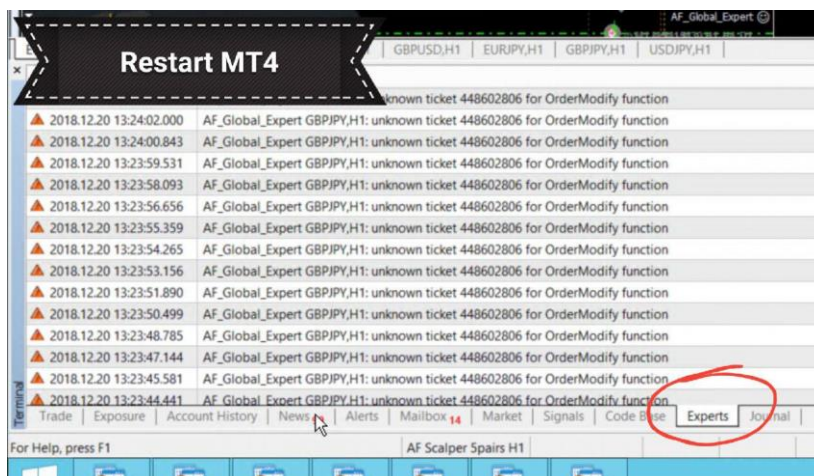 AF_Global_Expert
Restart MT4
GBPUSD,H1 | EURJPY,H1 | GBPJPY,H1 | USDJPY,H1
unknown ticket 448602806 for OrderModify function
2018.12.20 13:24:02.000 AF_Global_Expert GBPJPY,H1: unknown ticket 448602806 for OrderModify function
2018.12.20 13:24:00.843 AF_Global_Expert GBPJPY,H1: unknown ticket 448602806 for OrderModify function
2018.12.20 13:23:59.531 AF_Global_Expert GBPJPY,H1: unknown ticket 448602806 for OrderModify function
2018.12.20 13:23:58.093 AF_Global_Expert GBPJPY,H1: unknown ticket 448602806 for OrderModify function
2018.12.20 13:23:56.656 AF_Global_Expert GBPJPY,H1: unknown ticket 448602806 for OrderModify function
2018.12.20 13:23:55.359 AF_Global_Expert GBPJPY,H1: unknown ticket 448602806 for OrderModify function
2018.12.20 13:23:54.265 AF_Global_Expert GBPJPY,H1: unknown ticket 448602806 for OrderModify function
2018.12.20 13:23:53.156 AF_Global_Expert GBPJPY,H1: unknown ticket 448602806 for OrderModify function
2018.12.20 13:23:51.890 AF_Global_Expert GBPJPY,H1: unknown ticket 448602806 for OrderModify function
2018.12.20 13:23:50.499 AF_Global_Expert GBPJPY,H1: unknown ticket 448602806 for OrderModify function
2018.12.20 13:23:48.785 AF_Global_Expert GBPJPY,H1: unknown ticket 448602806 for OrderModify function
2018.12.20 13:23:47.144 AF_Global_Expert GBPJPY,H1: unknown ticket 448602806 for OrderModify function
2018.12.20 13:23:45.581 AF_Global_Expert GBPJPY,H1: unknown ticket 448602806 for OrderModify function
2018.12.20 13:23:44.441 AF_Global_Expert GBPJPY,H1: unknown ticket 448602806 for OrderModify function
Terminal
Trade | Exposure | Account History | News | Alerts | Mailbox 14 | Market | Signals | Code Base | Experts | Journal |
For Help, press F1 AF Scalper 5pairs H1